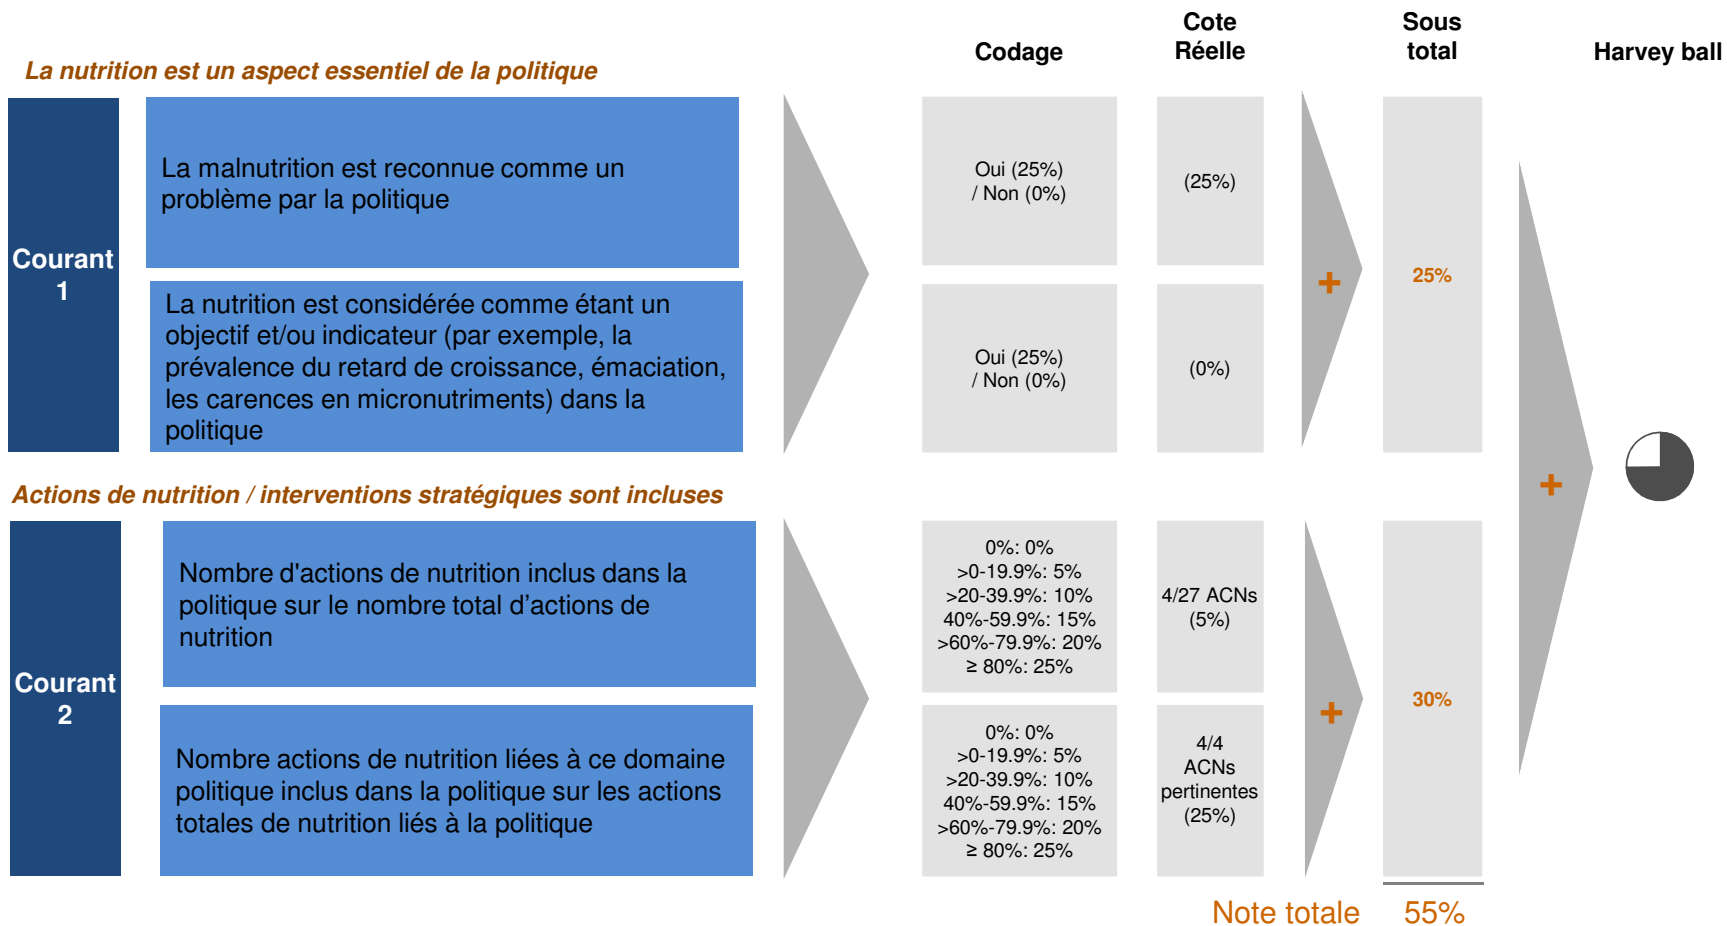 Codage
Cote
Réelle
Sous
total
Harvey ball
La nutrition est un aspect essentiel de la politique
Courant
1
La malnutrition est reconnue comme un
problème par la politique
Oui (25%)
/ Non (0%)
(25%)
La nutrition est considérée comme étant un
objectif et/ou indicateur (par exemple, la
prévalence du retard de croissance, émaciation,
les carences en micronutriments) dans la
politique
Oui (25%)
/ Non (0%)
(0%)
+
25%
+
Actions de nutrition / interventions stratégiques sont incluses
Courant
2
Nombre d'actions de nutrition inclus dans la
politique sur le nombre total d’actions de
nutrition
0%: 0%
>0-19.9%: 5%
>20-39.9%: 10%
40%-59.9%: 15%
>60%-79.9%: 20%
≥ 80%: 25%
4/27 ACNs
(5%)
Nombre actions de nutrition liées à ce domaine
politique inclus dans la politique sur les actions
totales de nutrition liés à la politique
0%: 0%
>0-19.9%: 5%
>20-39.9%: 10%
40%-59.9%: 15%
>60%-79.9%: 20%
≥ 80%: 25%
4/4
ACNs
pertinentes
(25%)
+
30%
Note totale 55%